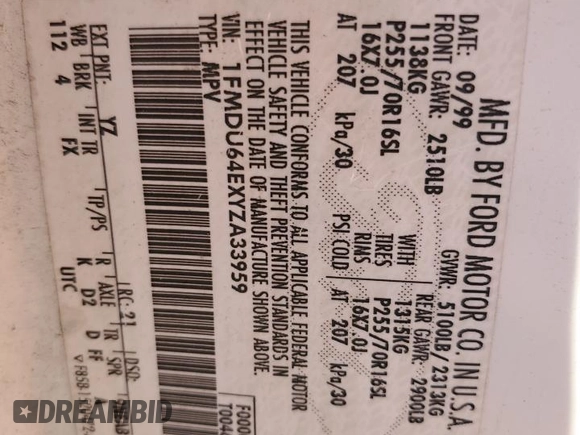 MFD. BY FORD MOTOR CO. IN U.S.A.
DATE: 09/99 GVWR: 5100LB/ 2313KG
FRONT GAWR: 2510LB REAR GAWR: 2900LB
1138KG WITH 1315KG
P255/70R16SL TIRES P255/70R16SL
16X7.0J RIMS 16X7.0J
AT 207 kPa/30 PSI COLD AT 207 kPa/30
THIS VEHICLE CONFORMS TO ALL APPLICABLE FEDERAL MOTOR
VEHICLE SAFETY AND THEFT PREVENTION STANDARDS IN
EFFECT ON THE DATE OF MANUFACTURE SHOWN ABOVE.
VIN: 1FMDU64EXYZA33959
TYPE: MPV
EXT PNT: YZ RC: 21 DSO:
WB BRK INT TR TP/PS R AXLE TR SPR
112 4 FX K D2 D FF
UTC
DEALERCLUB